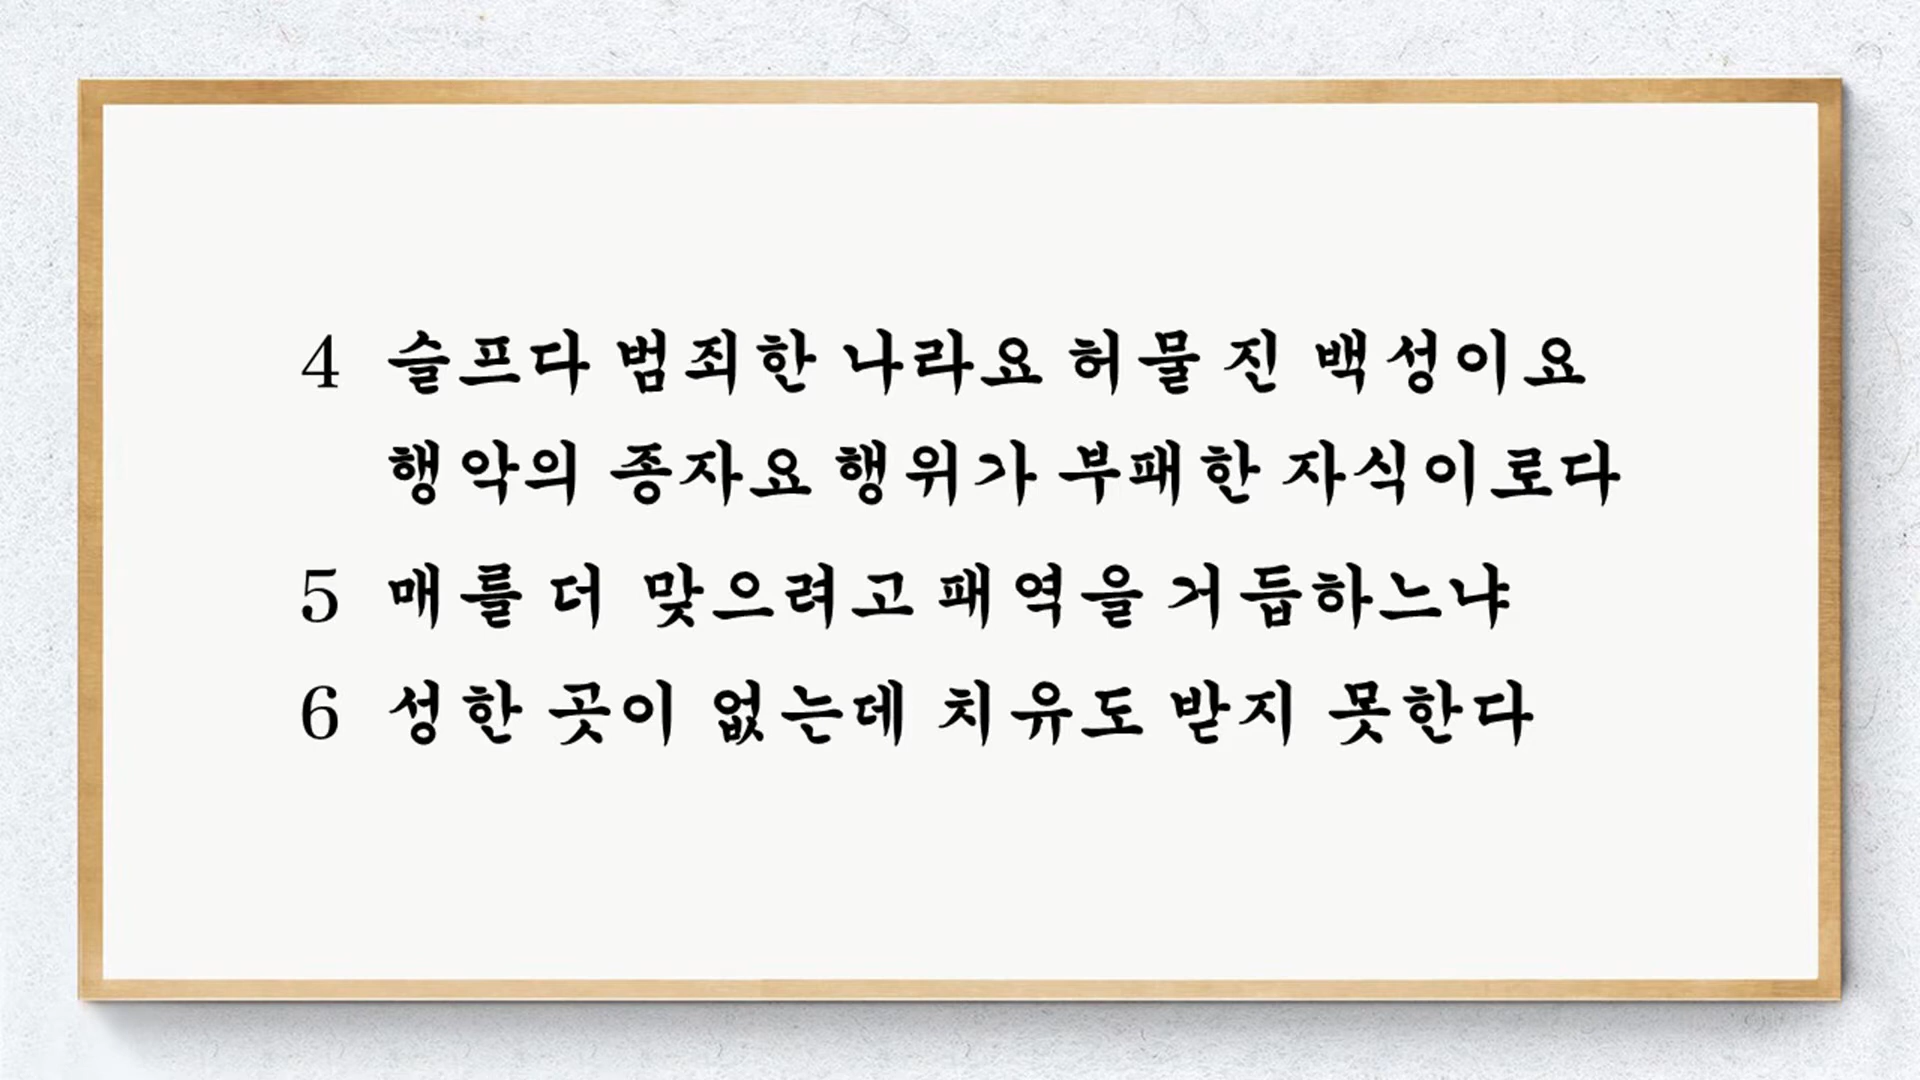 4 슬프다 범죄한 나라요 허물 진 백성이요
행악의 종자요 행위가 부패한 자식이로다
5 매를 더 맞으려고 패역을 거듭하느냐
6 성한 곳이 없는데 치유도 받지 못한다